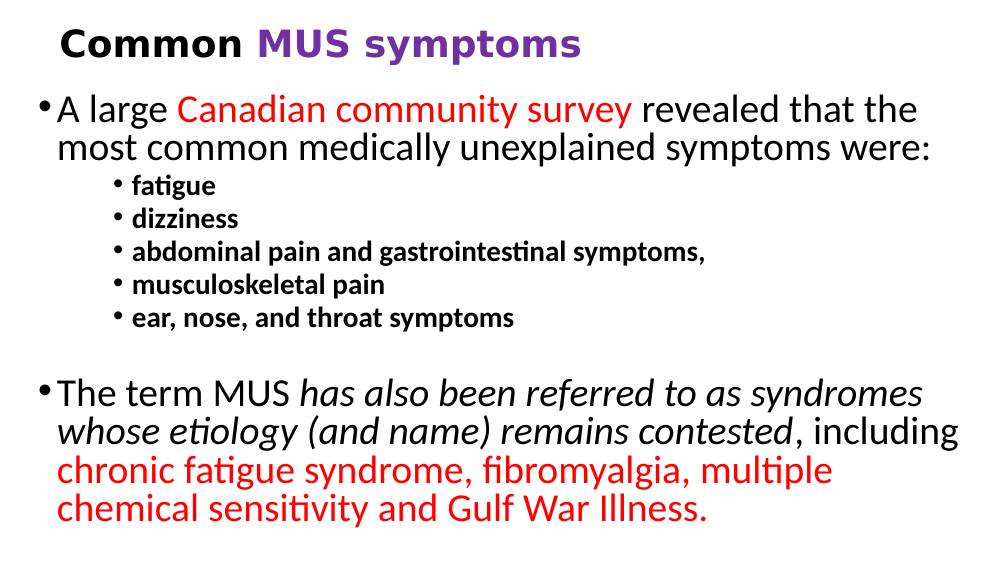 Common MUS symptoms
• A large Canadian community survey revealed that the
most common medically unexplained symptoms were:
• fatigue
• dizziness
• abdominal pain and gastrointestinal symptoms,
• musculoskeletal pain
• ear, nose, and throat symptoms
• The term MUS has also been referred to as syndromes
whose etiology (and name) remains contested, including
chronic fatigue syndrome, fibromyalgia, multiple
chemical sensitivity and Gulf War Illness.